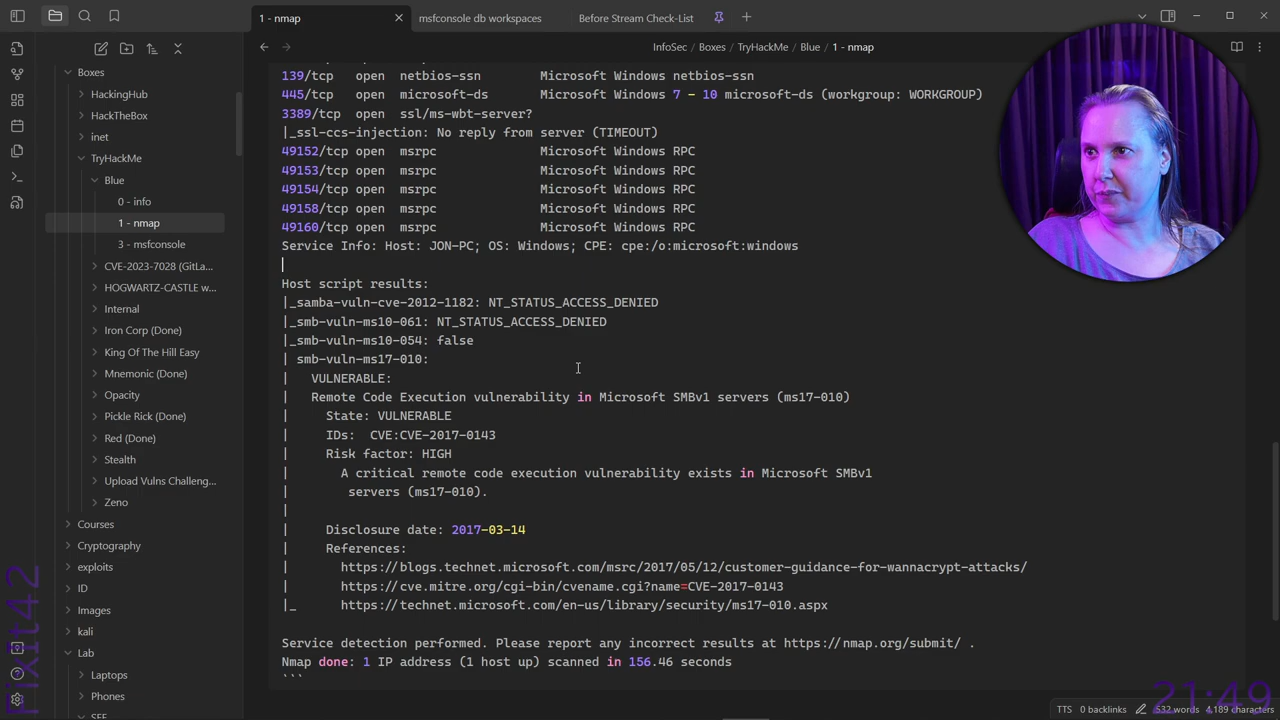 1 - nmap
msfconsole db workspaces
Before Stream Check-List
InfoSec / Boxes / TryHackMe / Blue / 1 - nmap
Boxes
HackingHub
HackTheBox
inet
TryHackMe
Blue
0 - info
1 - nmap
3 - msfconsole
CVE-2023-7028 (GitLa...
HOGWARTZ-CASTLE w...
Internal
Iron Corp (Done)
King Of The Hill Easy
Mnemonic (Done)
Opacity
Pickle Rick (Done)
Red (Done)
Stealth
Upload Vulns Challeng...
Zeno
Courses
Cryptography
exploits
ID
Images
kali
Lab
Laptops
Phones
139/tcp open netbios-ssn Microsoft Windows netbios-ssn
445/tcp open microsoft-ds Microsoft Windows 7 - 10 microsoft-ds (workgroup: WORKGROUP)
3389/tcp open ssl/ms-wbt-server?
|_ssl-ccs-injection: No reply from server (TIMEOUT)
49152/tcp open msrpc Microsoft Windows RPC
49153/tcp open msrpc Microsoft Windows RPC
49154/tcp open msrpc Microsoft Windows RPC
49158/tcp open msrpc Microsoft Windows RPC
49160/tcp open msrpc Microsoft Windows RPC
Service Info: Host: JON-PC; OS: Windows; CPE: cpe:/o:microsoft:windows
Host script results:
|_samba-vuln-cve-2012-1182: NT_STATUS_ACCESS_DENIED
|_smb-vuln-ms10-061: NT_STATUS_ACCESS_DENIED
|_smb-vuln-ms10-054: false
| smb-vuln-ms17-010:
| VULNERABLE:
| Remote Code Execution vulnerability in Microsoft SMBv1 servers (ms17-010)
| State: VULNERABLE
| IDs: CVE:CVE-2017-0143
| Risk factor: HIGH
| A critical remote code execution vulnerability exists in Microsoft SMBv1
| servers (ms17-010).
|
| Disclosure date: 2017-03-14
| References:
| https://blogs.technet.microsoft.com/msrc/2017/05/12/customer-guidance-for-wannacrypt-attacks/
| https://cve.mitre.org/cgi-bin/cvename.cgi?name=CVE-2017-0143
|_ https://technet.microsoft.com/en-us/library/security/ms17-010.aspx
Service detection performed. Please report any incorrect results at https://nmap.org/submit/ .
Nmap done: 1 IP address (1 host up) scanned in 156.46 seconds
```
TTS 0 backlinks 532 words 4,189 characters
21:49